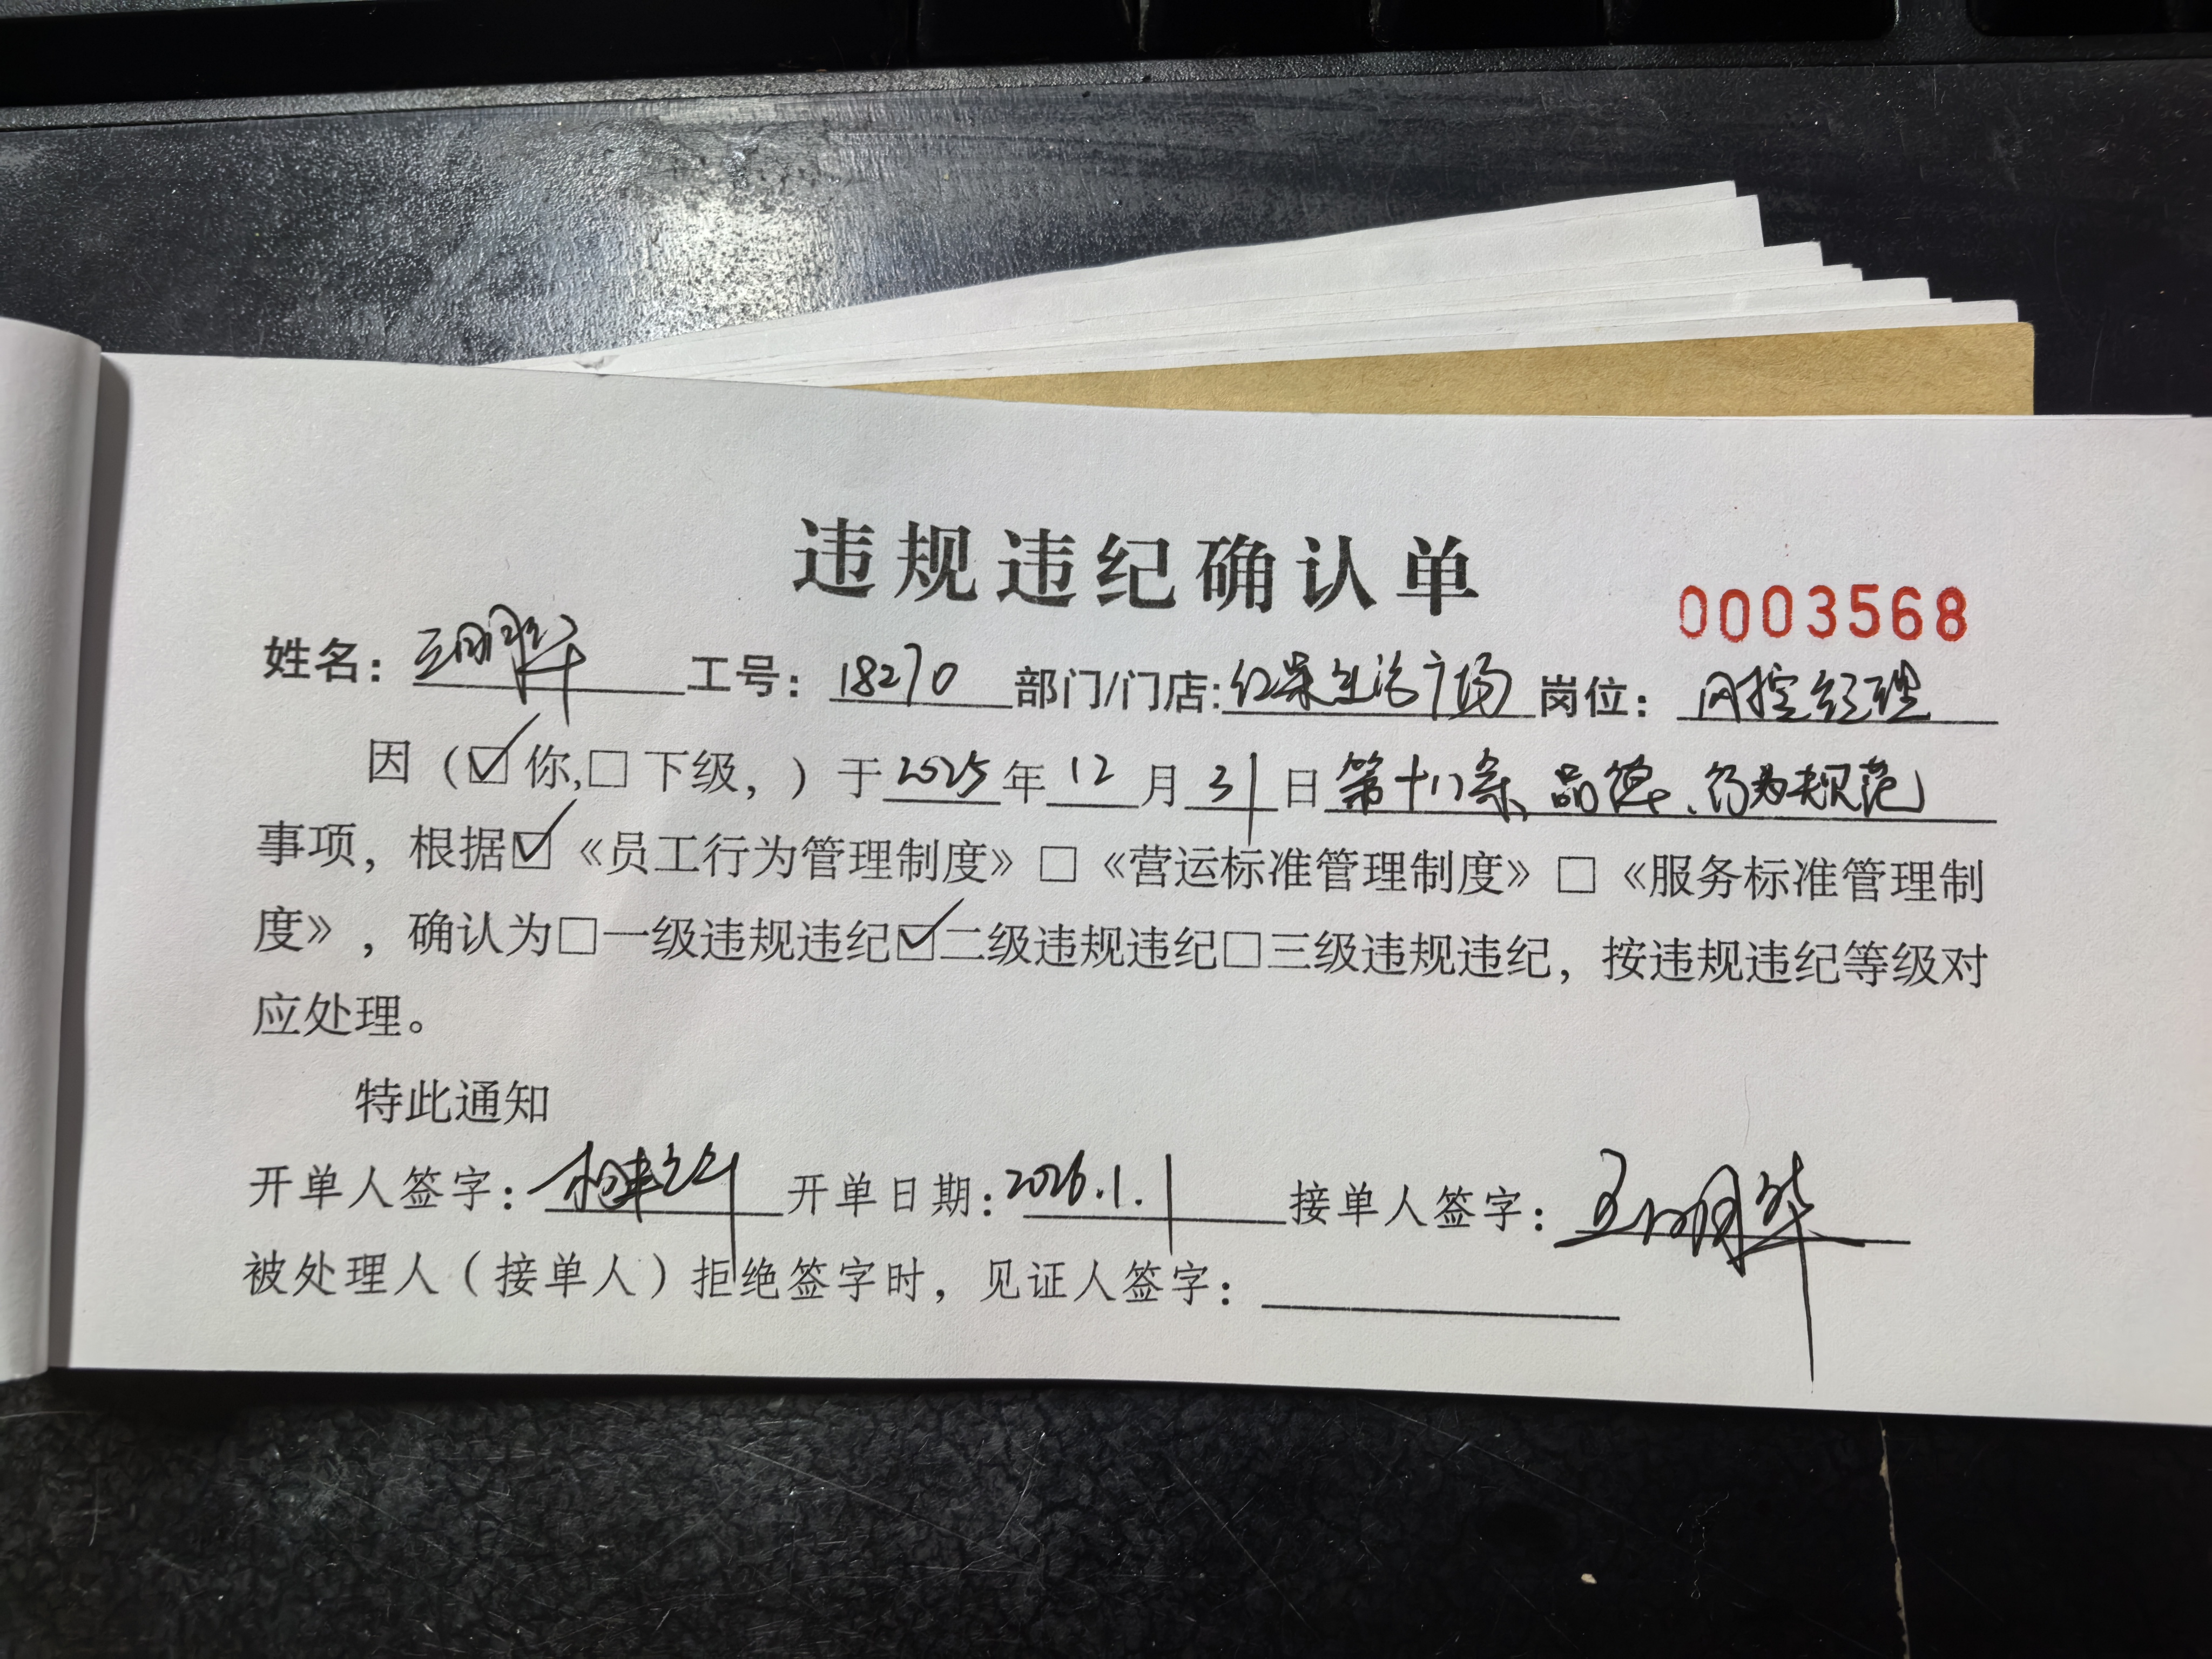 违规违纪确认单
0003568
姓名：王明华 工号：18270 部门/门店:红果生活广场 岗位：内控经理
因（☑你,□下级，）于2025年12月31日第十八条、品德、行为规范
事项，根据☑《员工行为管理制度》□《营运标准管理制度》□《服务标准管理制
度》，确认为□一级违规违纪☑二级违规违纪□三级违规违纪，按违规违纪等级对
应处理。
特此通知
开单人签字： 开单日期：2026.1.1 接单人签字：王明华
被处理人（接单人）拒绝签字时，见证人签字：